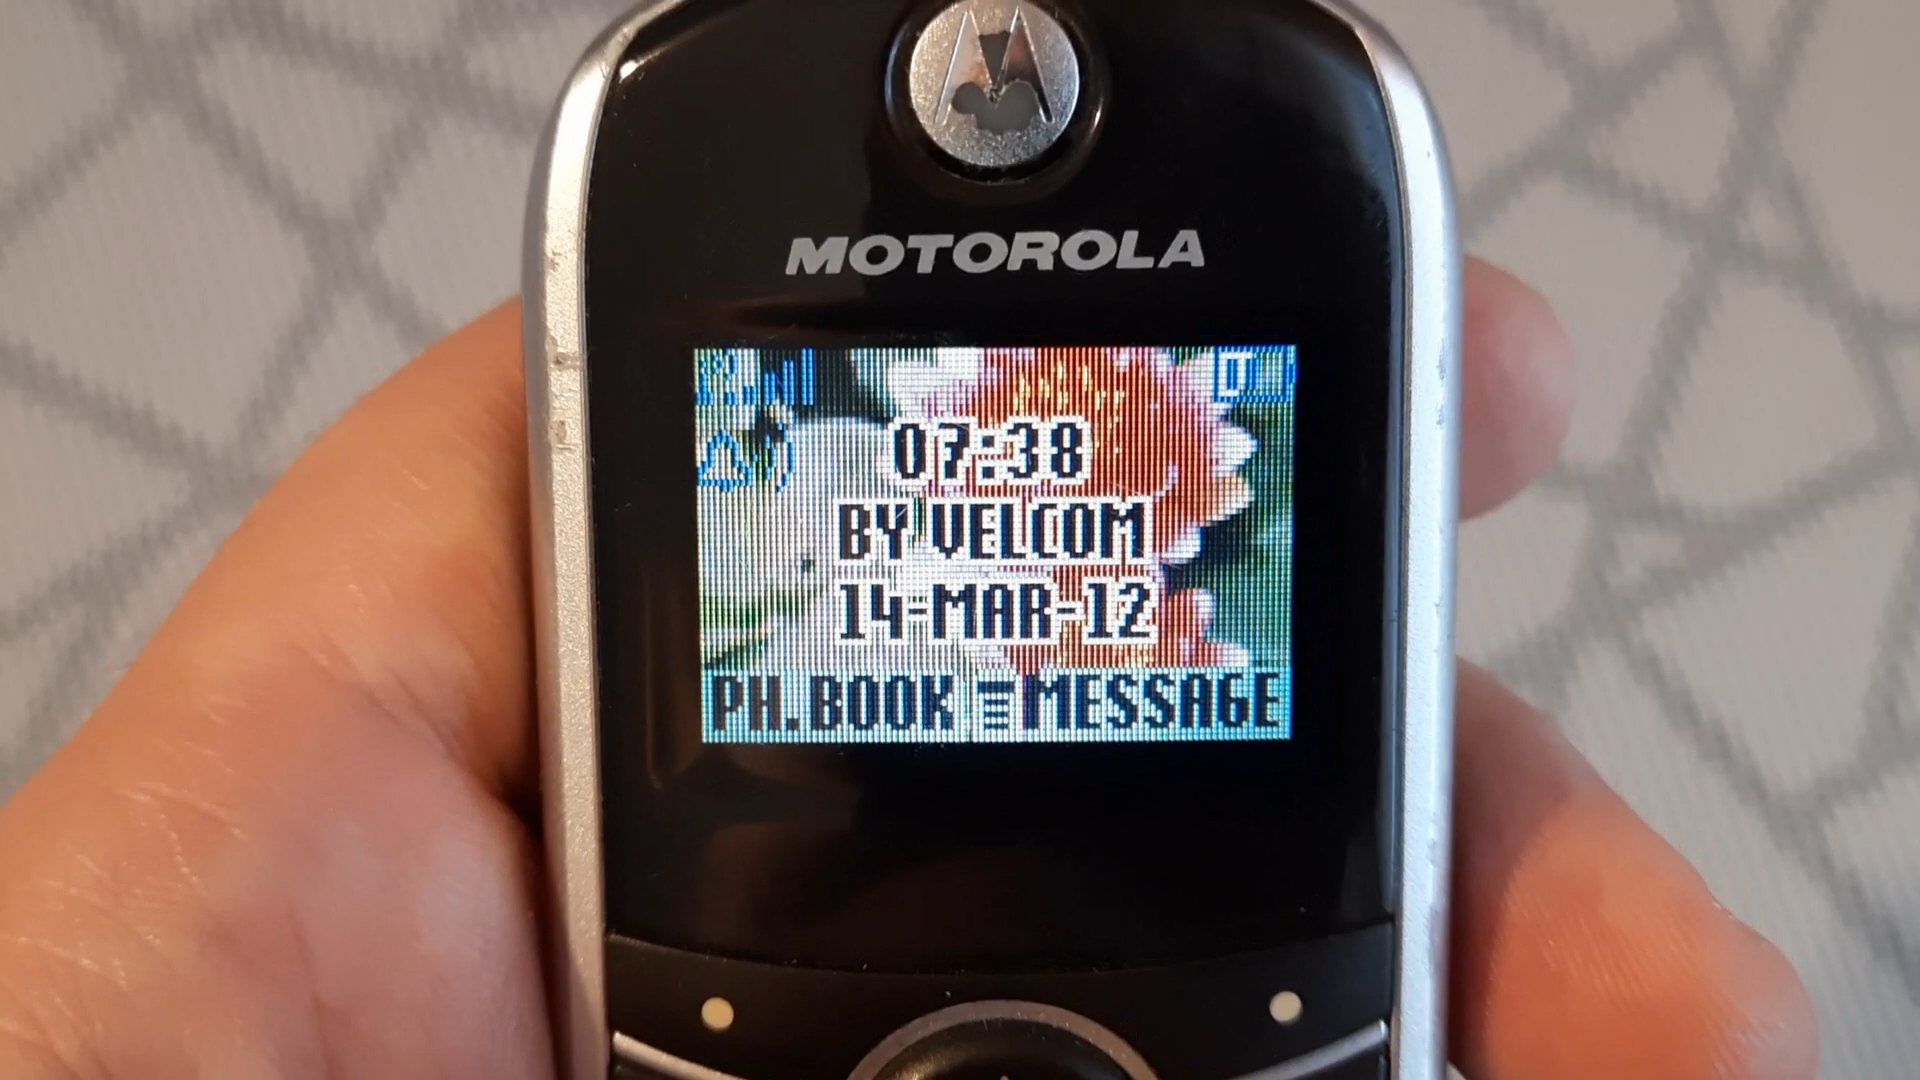 MOTOROLA
07:38
BY VELCOM
14-MAR-12
PH.BOOK MESSAGE